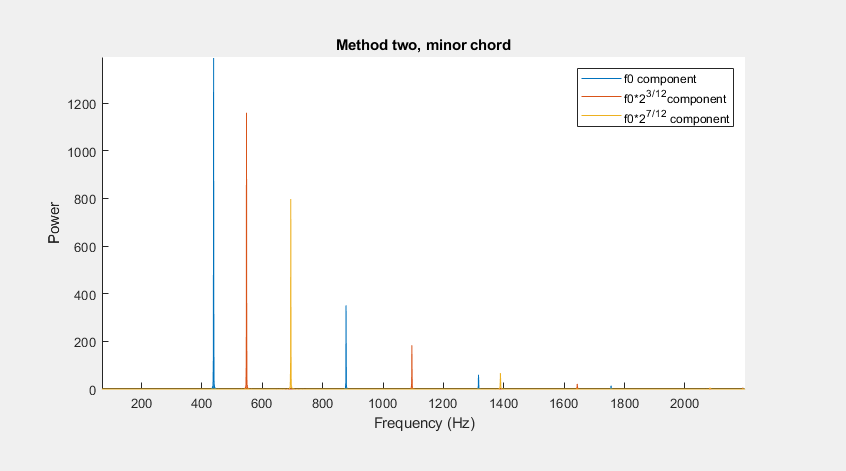 Method two, minor chord
f0 component
f0*2^3/12component
f0*2^7/12 component
Power
1200
1000
800
600
400
200
0
200 400 600 800 1000 1200 1400 1600 1800 2000
Frequency (Hz)